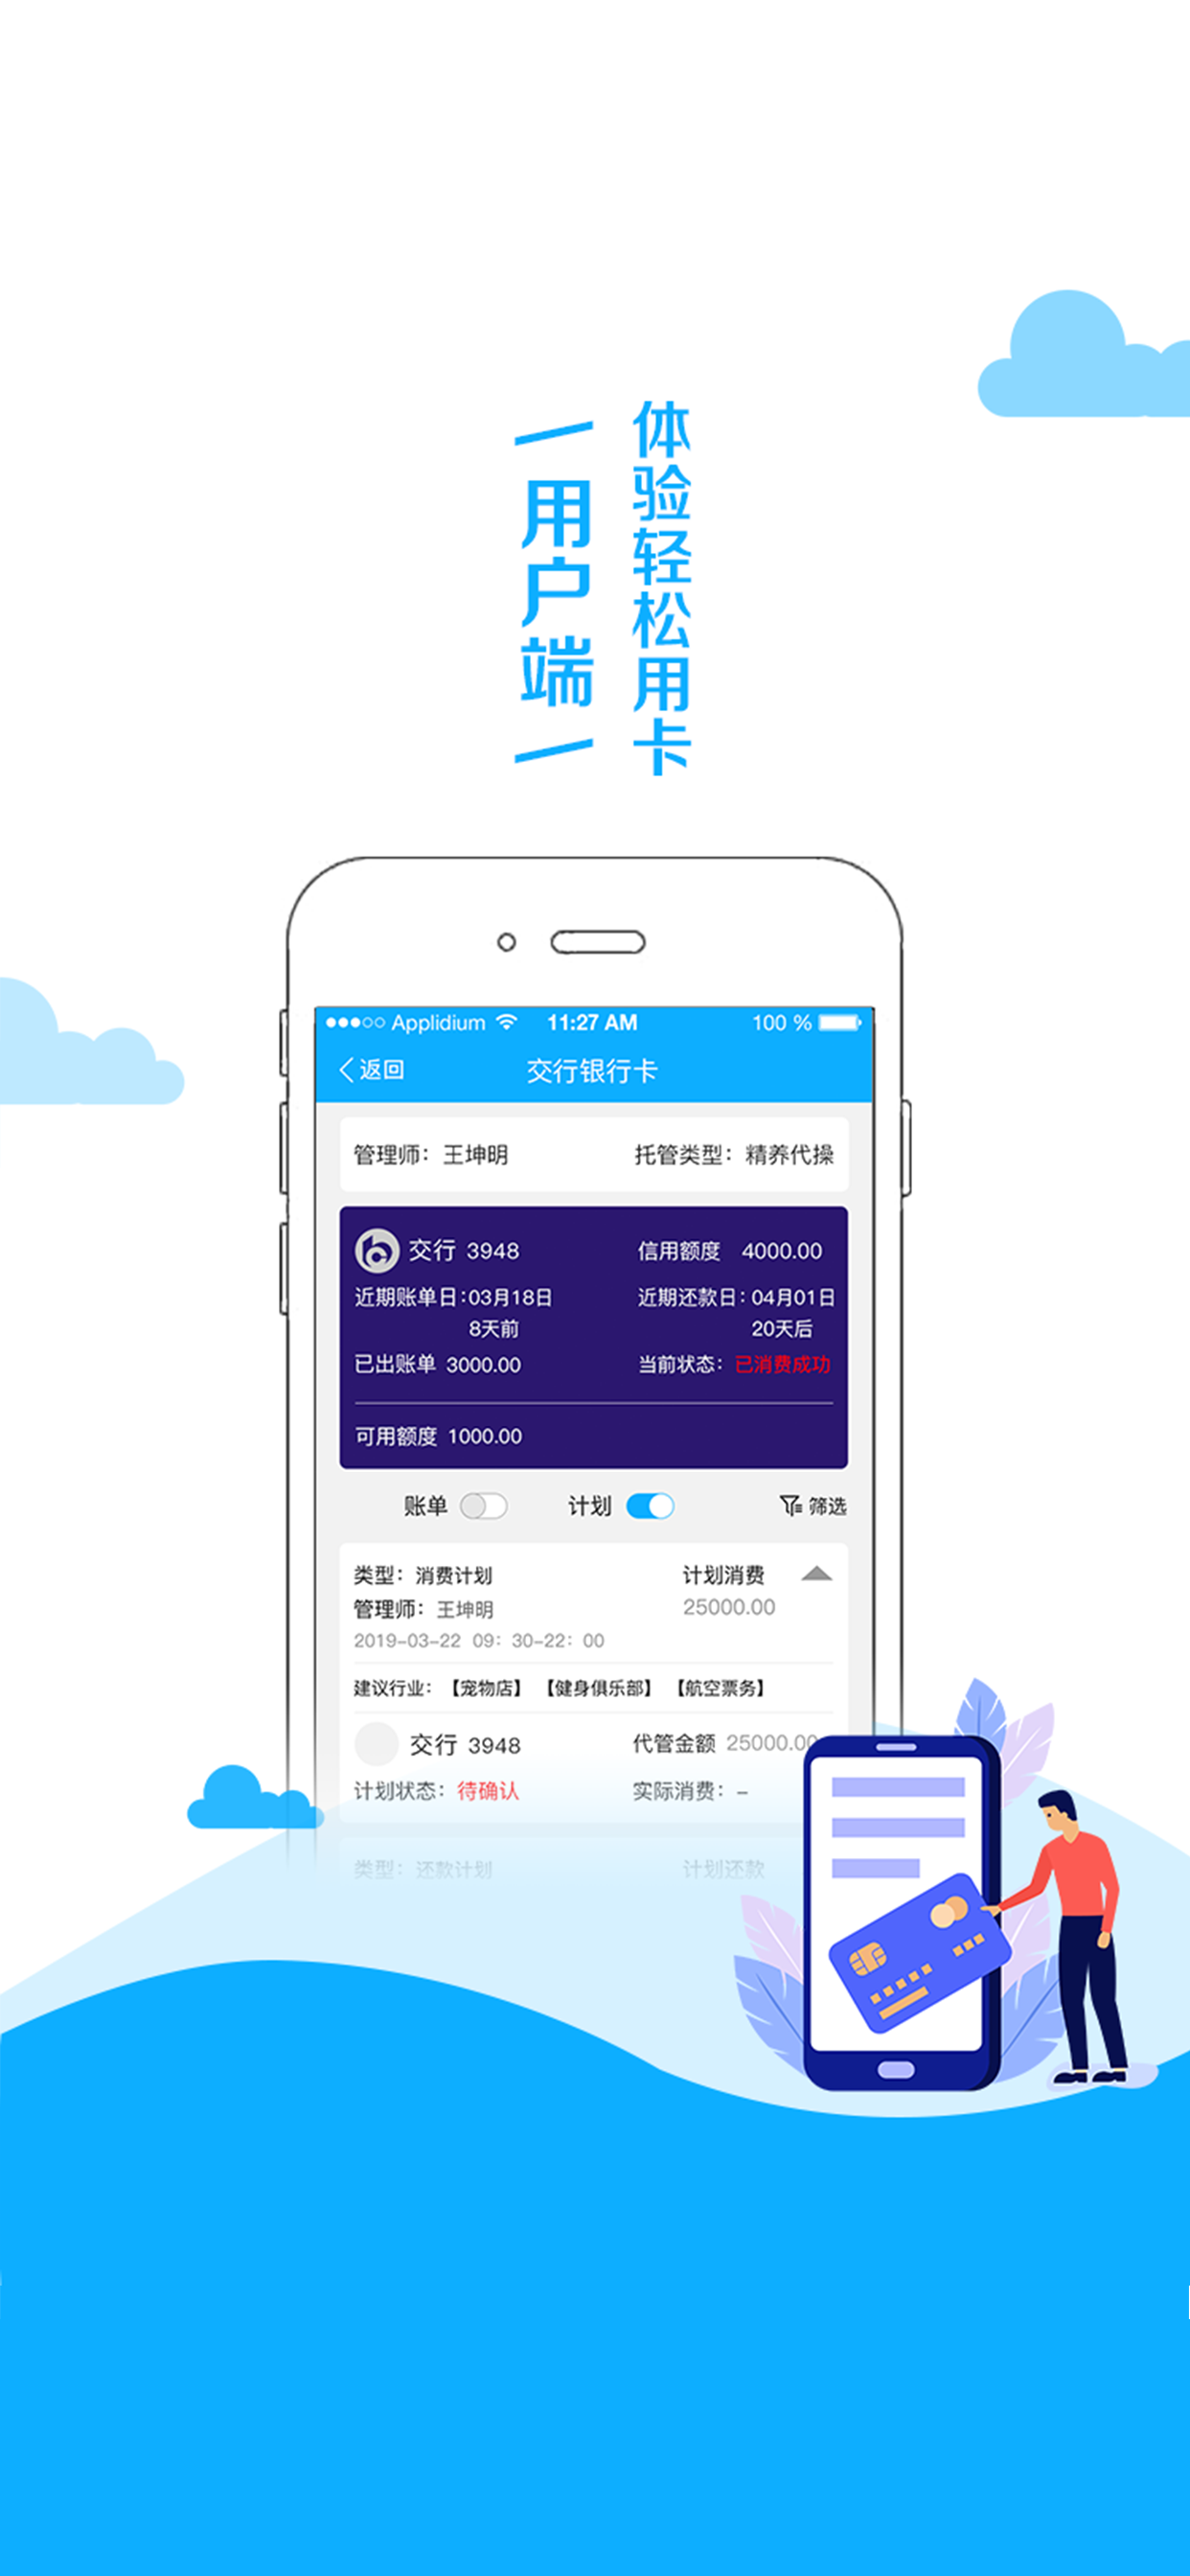 体验轻松用卡
用户端
Applidium 11:27 AM 100 %
返回 交行银行卡
管理师：王坤明 托管类型：精养代操
交行 3948 信用额度 4000.00
近期账单日：03月18日 近期还款日：04月01日
8天前 20天后
已出账单 3000.00 当前状态：已消费成功
可用额度 1000.00
账单 计划 筛选
类型：消费计划 计划消费
管理师：王坤明 25000.00
2019-03-22 09：30-22：00
建议行业：【宠物店】 【健身俱乐部】 【航空票务】
交行 3948 代管金额 25000.00
计划状态：待确认 实际消费：-
类型：还款计划 计划还款